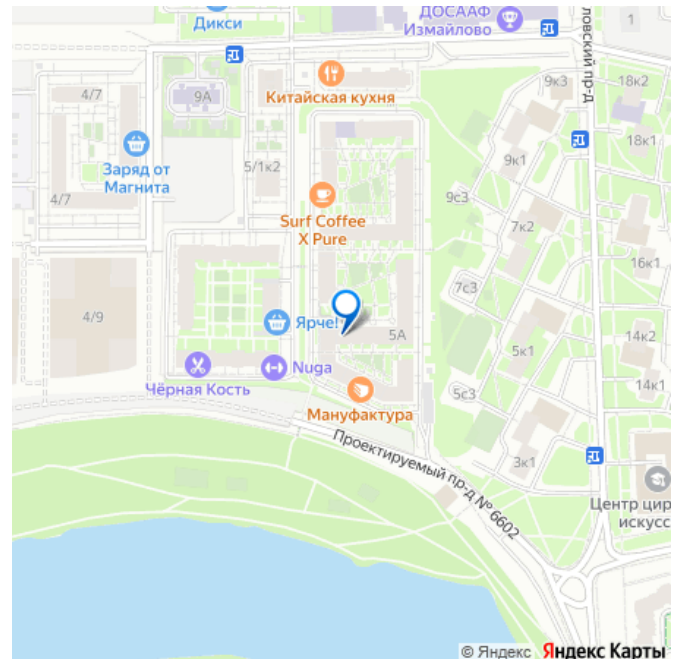 Дикси
ДОСААФ
Измайлово
1
ловский пр-д
4/7
9А
Китайская кухня
9к3
18к2
Заряд от
Магнита
5/1к2
9к1
18к1
4/7
Surf Coffee
X Pure
9с3
7к2
16к1
7с3
4/9
Ярче!
5А
5к1
14к2
Чёрная Кость
Nuga
Мануфактура
5с3
14к1
Проектируемый пр-д № 6602
3к1
Центр цир
искусс
© Яндекс Яндекс Карты